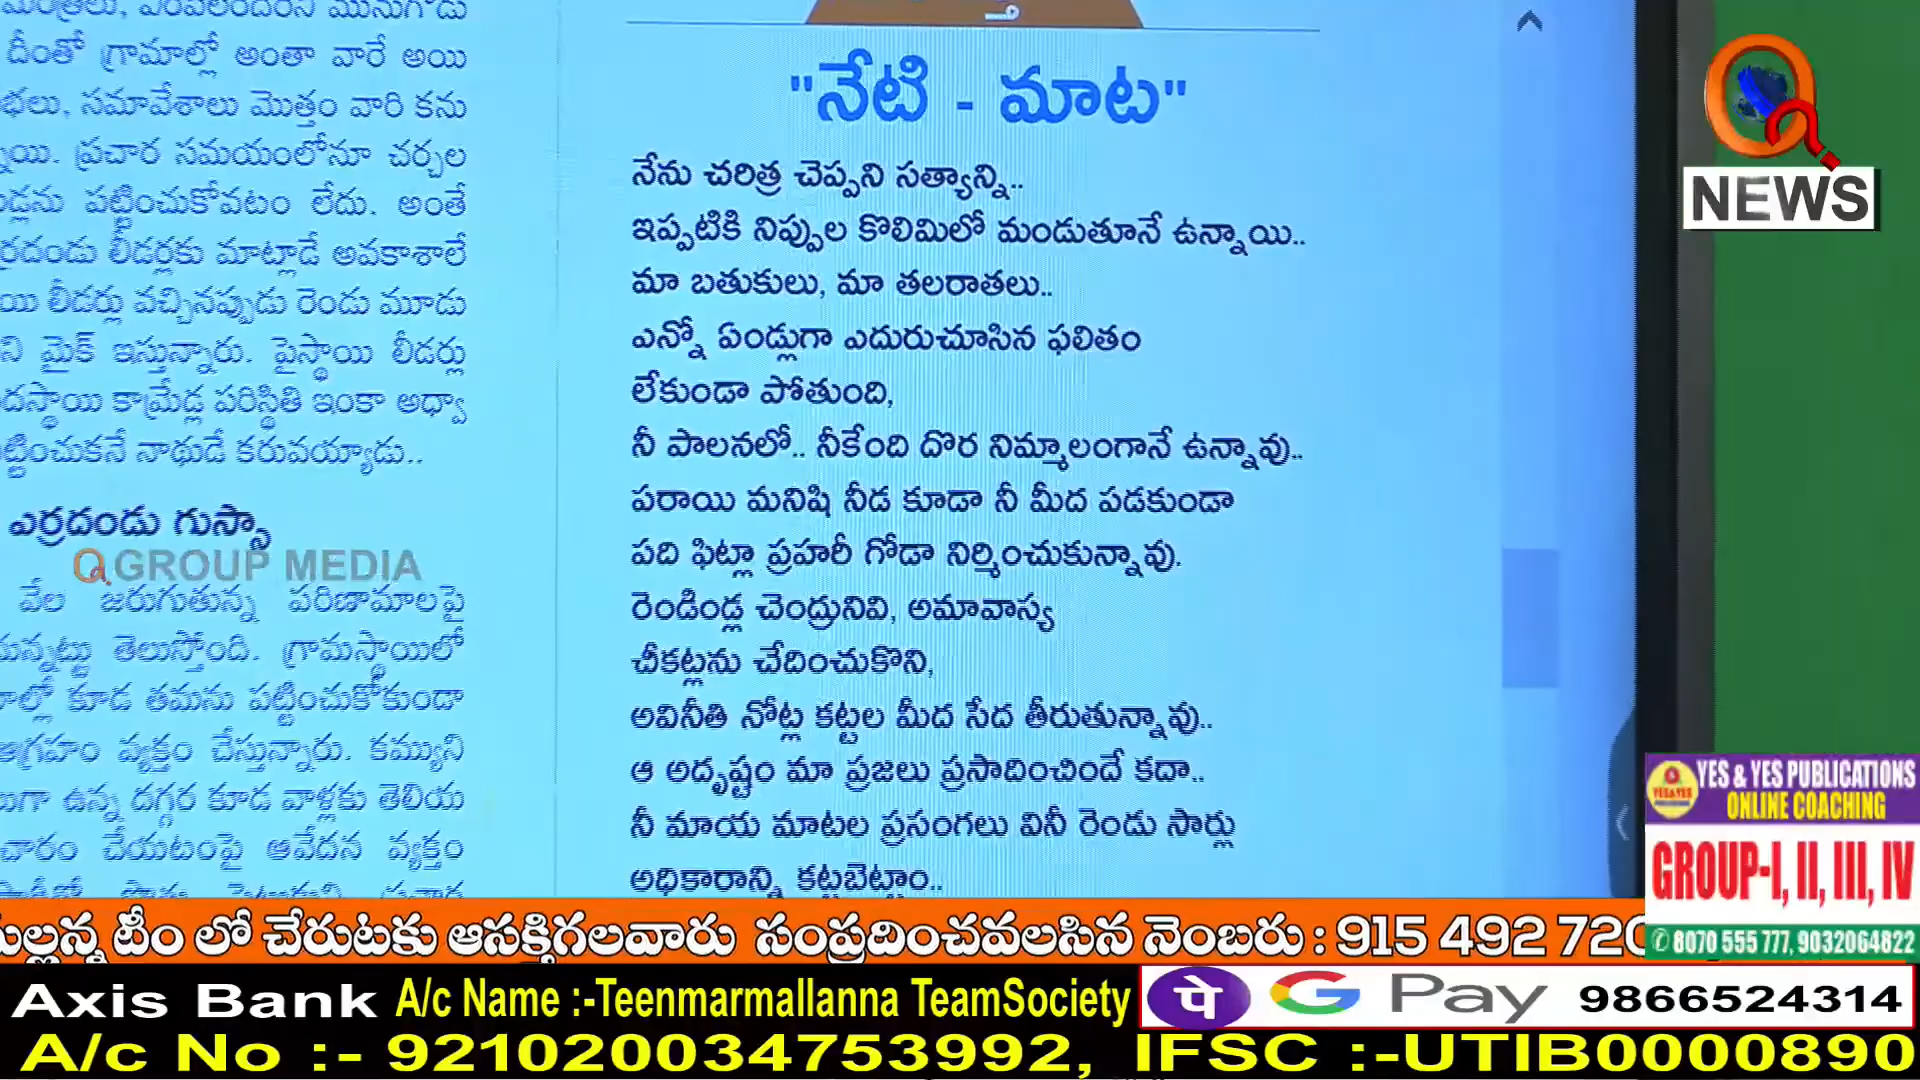 దీంతో గ్రామాల్లో అంతా వారే అయి
సమావేశాలు మొత్తం వారి కను
ప్రచార సమయంలోనూ చర్చల
పట్టించుకోవటం లేదు. అంతే
లీడర్లకు మాట్లాడే అవకాశాలే
లీడర్లు వచ్చినప్పుడు రెండు మూడు
మైక్ ఇస్తున్నారు. పైస్థాయి లీడర్లు
కామ్రేడ్ల పరిస్థితి ఇంకా అధ్వా
నాథుడే కరువయ్యాడు..
ఎర్రదండు గుస్సా
GROUP MEDIA
వేల జరుగుతున్న పరిణామాలపై
తెలుస్తోంది. గ్రామస్థాయిలో
కూడ తమను పట్టించుకోకుండా
వ్యక్తం చేస్తున్నారు. కమ్యుని
ఉన్న దగ్గర కూడ వాళ్లకు తెలియ
చేయటంపై ఆవేదన వ్యక్తం
"నేటి - మాట"
నేను చరిత్ర చెప్పని సత్యాన్ని..
ఇప్పటికి నిప్పుల కొలిమిలో మండుతూనే ఉన్నాయి..
మా బతుకులు, మా తలరాతలు..
ఎన్నో ఏండ్లుగా ఎదురుచూసిన ఫలితం
లేకుండా పోతుంది,
నీ పాలనలో.. నీకేంది దొర నిమ్మాలంగానే ఉన్నావు..
పరాయి మనిషి నీడ కూడా నీ మీద పడకుండా
పది ఫిట్లా ప్రహరీ గోడా నిర్మించుకున్నావు.
రెండిండ్ల చెంద్రునివి, అమావాస్య
చీకట్లను చేదించుకొని,
అవినీతి నోట్ల కట్టల మీద సేద తీరుతున్నావు..
ఆ అదృష్టం మా ప్రజలు ప్రసాదించిందే కదా..
నీ మాయ మాటల ప్రసంగలు వినీ రెండు సార్లు
అధికారాన్ని కట్టబెట్టాం..
NEWS
YES & YES PUBLICATIONS
ONLINE COACHING
GROUP-I, II, III, IV
8070 555 777, 9032064822
టీం లో చేరుటకు ఆసక్తిగలవారు సంప్రదించవలసిన నెంబరు : 915 492 720
Axis Bank A/c Name :-Teenmarmallanna TeamSociety
पे G Pay 9866524314
A/c No :- 921020034753992, IFSC :-UTIB0000890